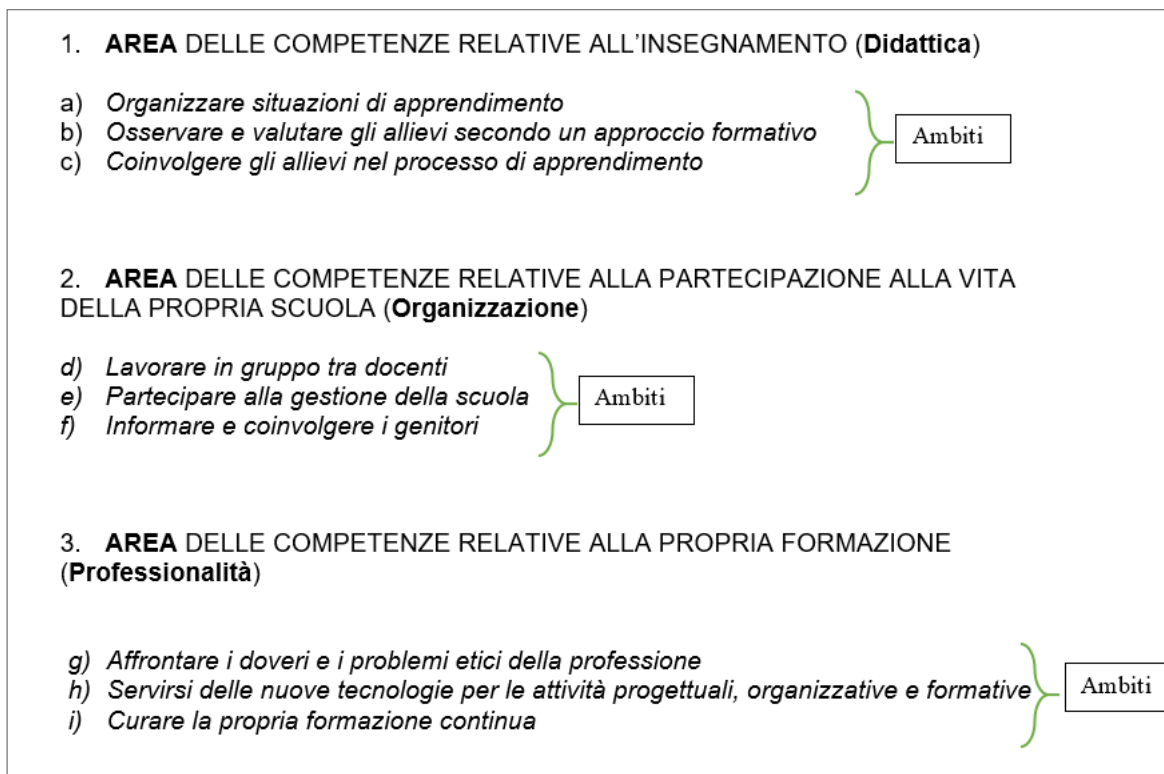 1. AREA DELLE COMPETENZE RELATIVE ALL'INSEGNAMENTO (Didattica)
a) Organizzare situazioni di apprendimento
b) Osservare e valutare gli allievi secondo un approccio formativo
c) Coinvolgere gli allievi nel processo di apprendimento
Ambiti
2. AREA DELLE COMPETENZE RELATIVE ALLA PARTECIPAZIONE ALLA VITA
DELLA PROPRIA SCUOLA (Organizzazione)
d) Lavorare in gruppo tra docenti
e) Partecipare alla gestione della scuola
f) Informare e coinvolgere i genitori
Ambiti
3. AREA DELLE COMPETENZE RELATIVE ALLA PROPRIA FORMAZIONE
(Professionalità)
g) Affrontare i doveri e i problemi etici della professione
h) Servirsi delle nuove tecnologie per le attività progettuali, organizzative e formative
i) Curare la propria formazione continua
Ambiti